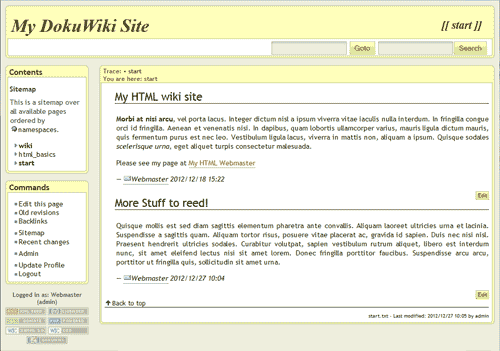 My DokuWiki Site
[[ start ]]
Goto
Search
Contents
Sitemap
This is a sitemap over
all available pages
ordered by
namespaces.
wiki
html_basics
start
Commands
Edit this page
Old revisions
Backlinks
Sitemap
Recent changes
Admin
Update Profile
Logout
Logged in as: Webmaster
(admin)
Trace: • start
You are here: start
My HTML wiki site
Morbi at nisi arcu, vel porta lacus. Integer dictum nisl a ipsum viverra vitae iaculis nulla interdum. In fringilla congue
orci id fringilla. Aenean et venenatis nisi. In dapibus, quam lobortis ullamcorper varius, mauris ligula dictum mauris,
quis fermentum purus est nec leo. Vestibulum ligula lacus, viverra in mattis non, aliquam a ipsum. Quisque sodales
scelerisque urna, eget aliquet turpis consectetur malesuada.
Please see my page at My HTML Webmaster
— Webmaster 2012/12/18 15:22
Edit
More Stuff to reed!
Quisque mollis est sed diam sagittis elementum pharetra ante convallis. Aliquam laoreet ultricies urna et lacinia.
Suspendisse a sagittis quam. Aliquam tortor risus, posuere vitae placerat ac, gravida id sapien. Duis nec nisl nisl.
Praesent hendrerit ultricies sodales. Curabitur volutpat, sapien vestibulum rutrum aliquet, libero est interdum
nunc, sit amet eleifend lectus nisi sit amet lorem. Donec fringilla porttitor faucibus. Suspendisse arcu arcu,
porttitor ut fringilla quis, sollicitudin sit amet urna.
— Webmaster 2012/12/27 10:04
Edit
Back to top
start.txt · Last modified: 2012/12/27 10:05 by admin